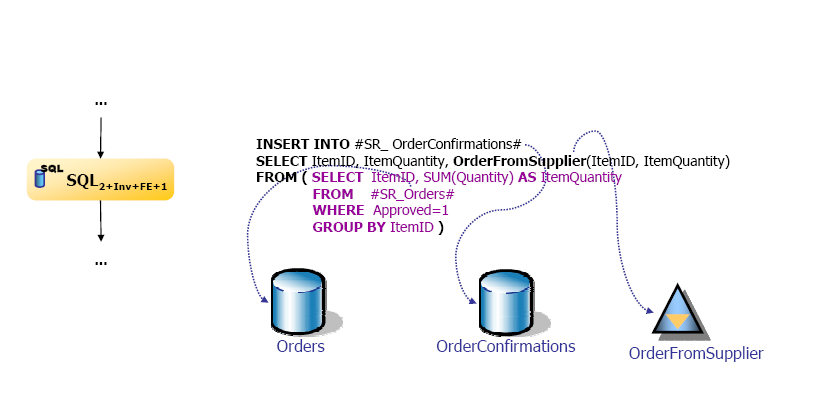 ...
SQL
SQL2+Inv+FE+1
...
INSERT INTO #SR_ OrderConfirmations#
SELECT ItemID, ItemQuantity, OrderFromSupplier(ItemID, ItemQuantity)
FROM ( SELECT ItemID, SUM(Quantity) AS ItemQuantity
FROM #SR_Orders#
WHERE Approved=1
GROUP BY ItemID )
Orders
OrderConfirmations
OrderFromSupplier